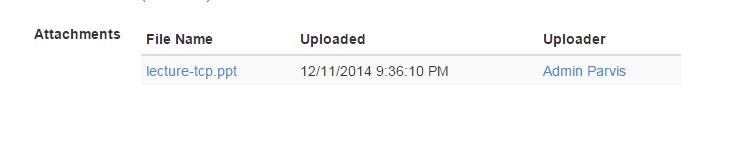 Attachments
File Name Uploaded Uploader
lecture-tcp.ppt 12/11/2014 9:36:10 PM Admin Parvis